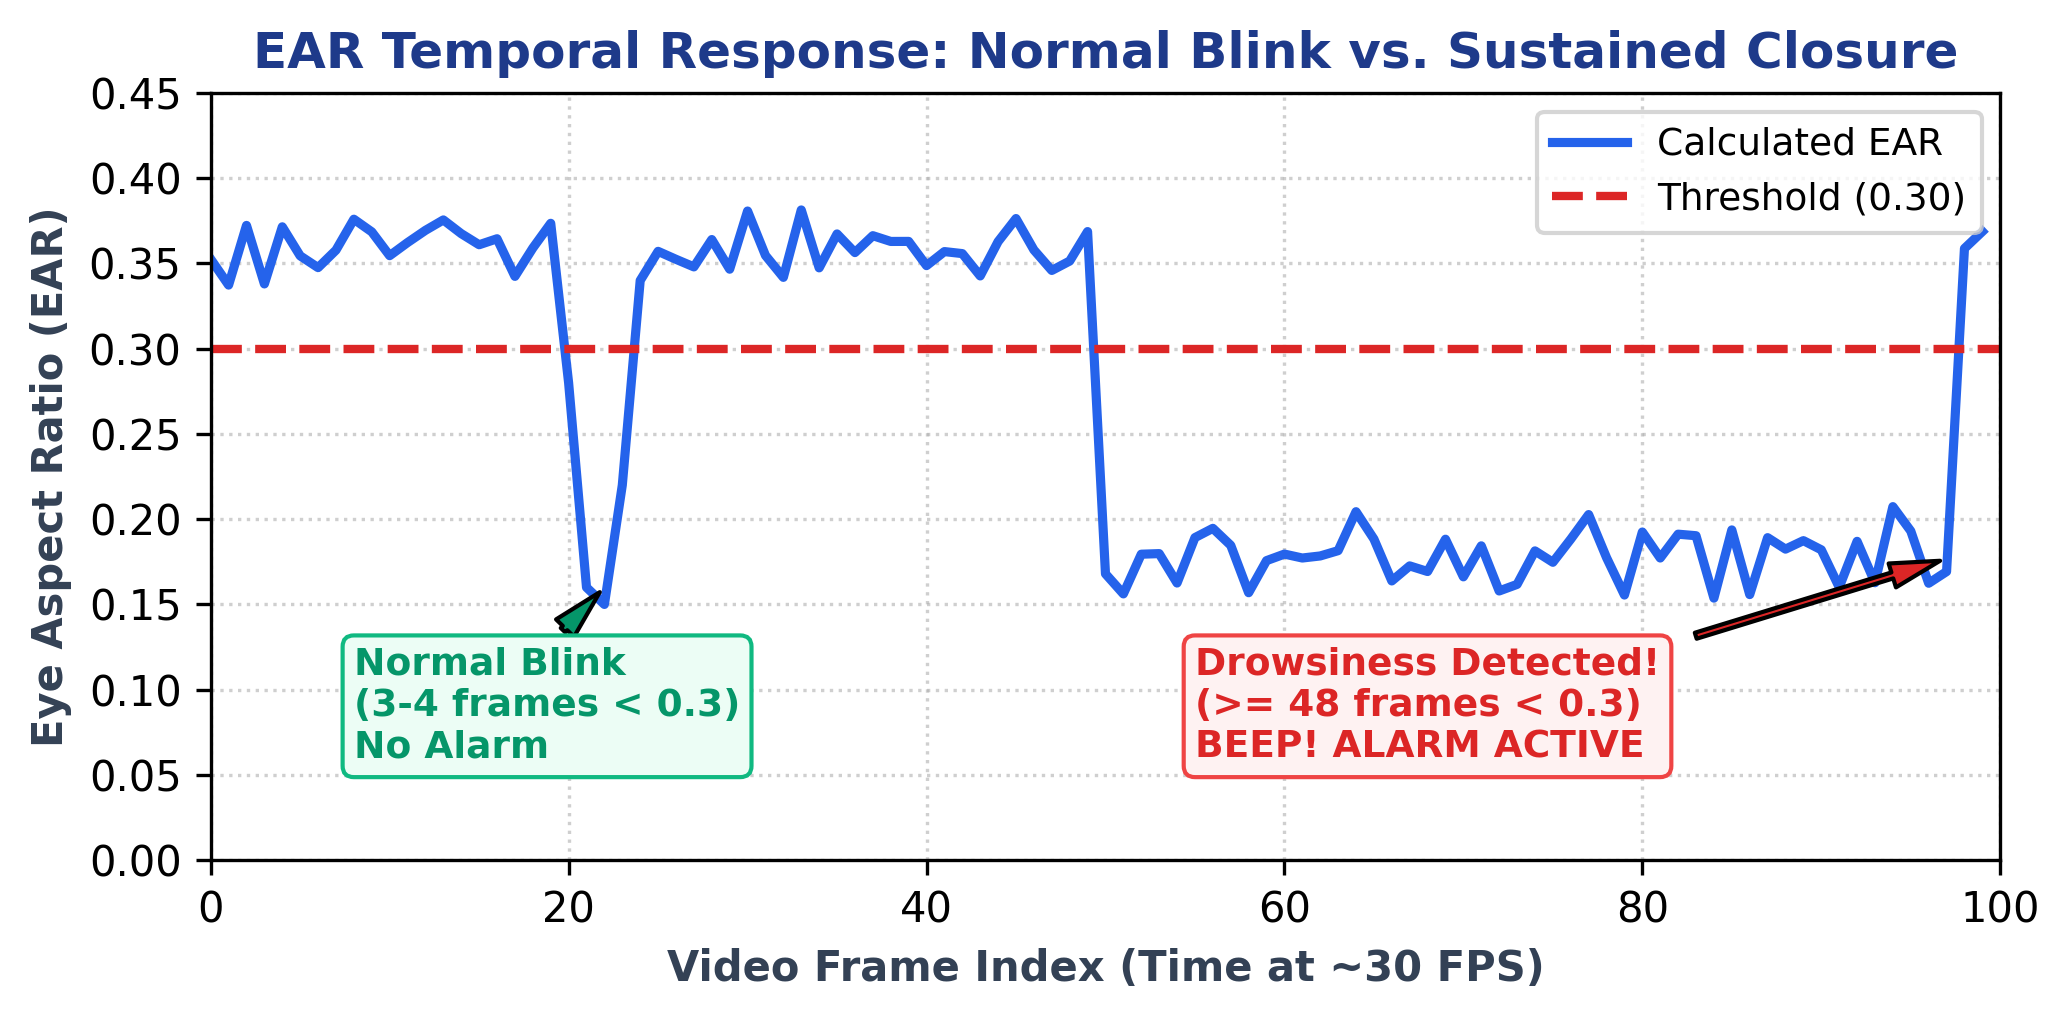 EAR Temporal Response: Normal Blink vs. Sustained Closure
Eye Aspect Ratio (EAR)
0.45
0.40
0.35
0.30
0.25
0.20
0.15
0.10
0.05
0.00
Calculated EAR
Threshold (0.30)
Normal Blink
(3-4 frames < 0.3)
No Alarm
Drowsiness Detected!
(>= 48 frames < 0.3)
BEEP! ALARM ACTIVE
0 20 40 60 80 100
Video Frame Index (Time at ~30 FPS)